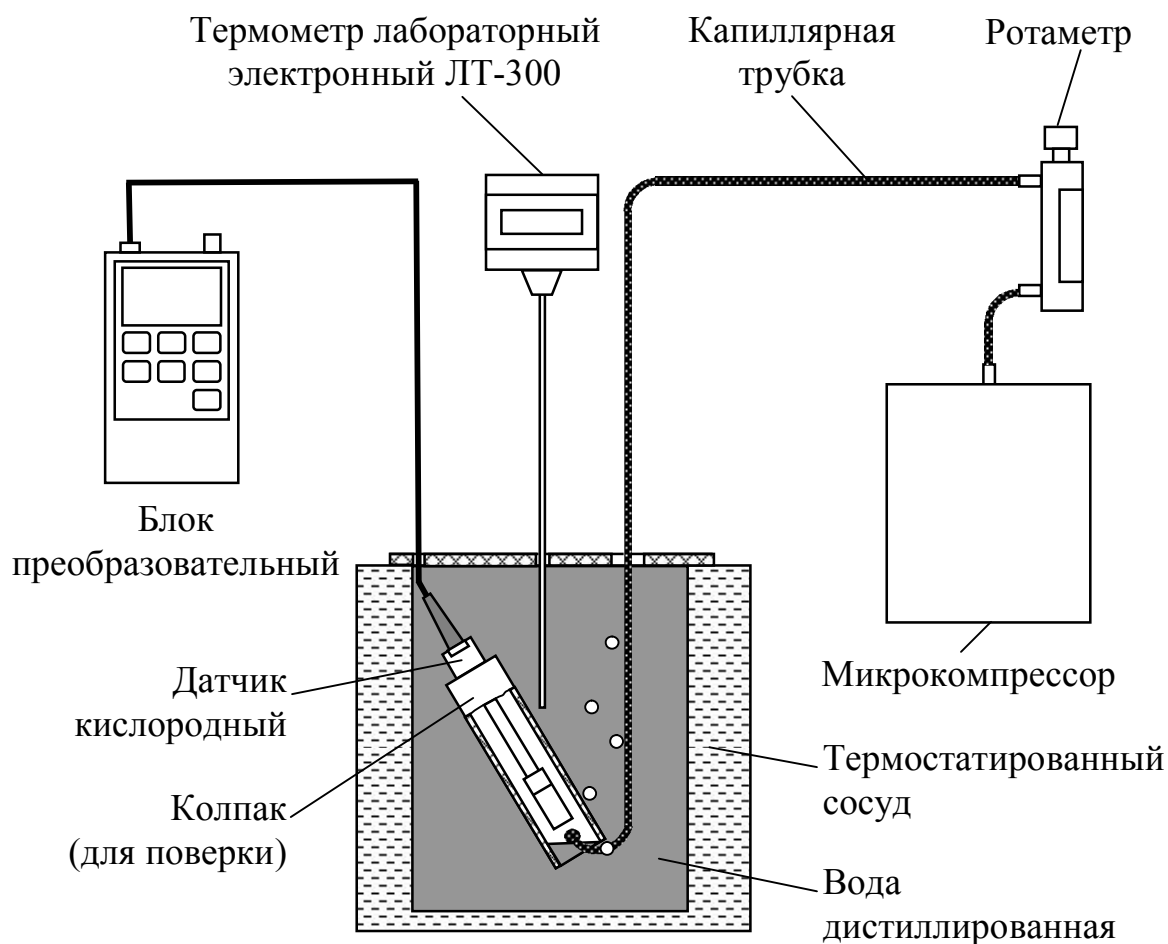 Термометр лабораторный
электронный ЛТ-300
Капиллярная
трубка
Ротаметр
Блок
преобразовательный
Микрокомпрессор
Датчик
кислородный
Колпак
(для поверки)
Термостатированный
сосуд
Вода
дистиллированная